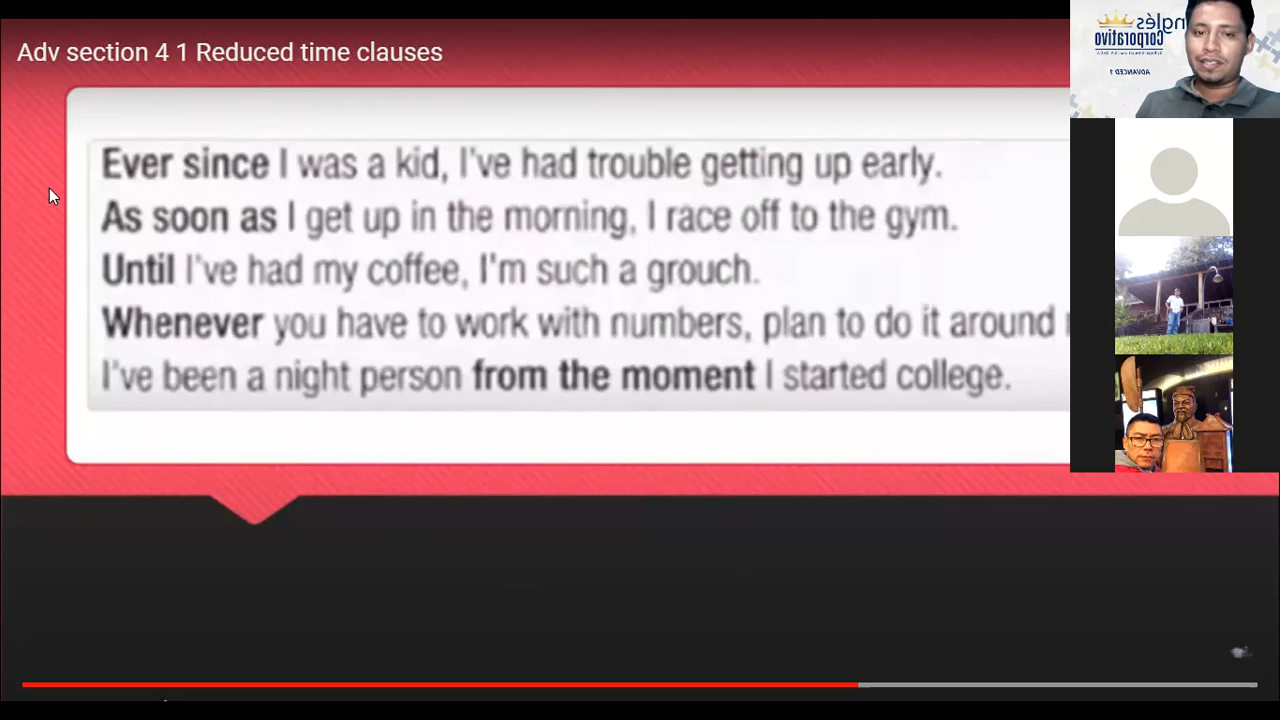 Adv section 4 1 Reduced time clauses
Ever since I was a kid, I've had trouble getting up early.
As soon as I get up in the morning, I race off to the gym.
Until I've had my coffee, I'm such a grouch.
Whenever you have to work with numbers, plan to do it around
I've been a night person from the moment I started college.
Inglés
Corporativo
ADVANCED 1